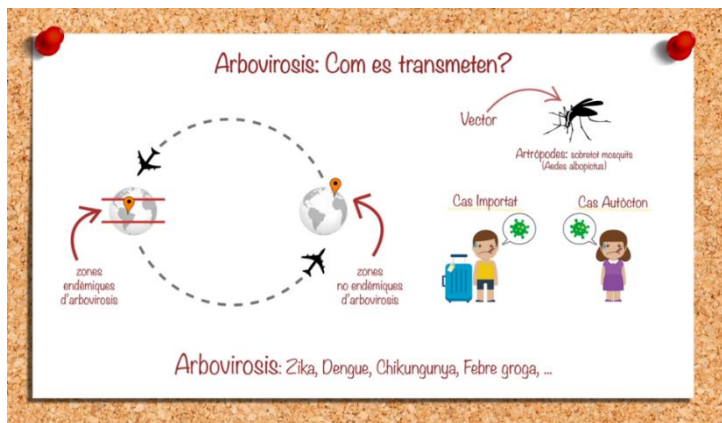 Arbovirosis: Com es transmeten?
Vector
Artròpodes: sobretot mosquits
(Aedes albopictus)
Cas Importat
Cas Autòcton
zones
endèmiques
d'arbovirosis
zones
no endèmiques
d'arbovirosis
Arbovirosis: Zika, Dengue, Chikungunya, Febre groga, ...